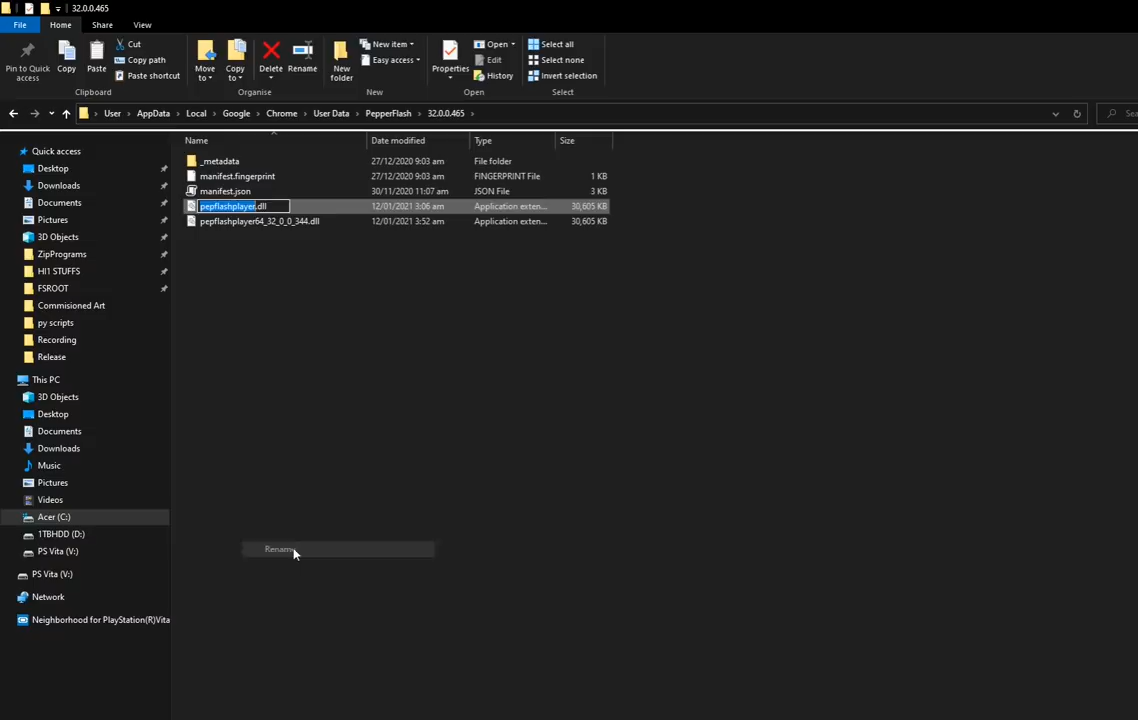 32.0.0.465
File Home Share View
Pin to Quick access
Copy
Paste
Cut
Copy path
Paste shortcut
Move to
Copy to
Delete
Rename
New folder
New item
Easy access
Properties
Open
Edit
History
Select all
Select none
Invert selection
Clipboard Organise New Open Select
User AppData Local Google Chrome User Data PepperFlash 32.0.0.465
Name Date modified Type Size
_metadata 27/12/2020 9:03 am File folder
manifest.fingerprint 27/12/2020 9:03 am FINGERPRINT File 1 KB
manifest.json 30/11/2020 11:07 am JSON File 3 KB
pepflashplayer.dll 12/01/2021 3:06 am Application exten... 30,605 KB
pepflashplayer64_32_0_0_344.dll 12/01/2021 3:52 am Application exten... 30,605 KB
Quick access
Desktop
Downloads
Documents
Pictures
3D Objects
ZipPrograms
HI1 STUFFS
FSROOT
Commisioned Art
py scripts
Recording
Release
This PC
3D Objects
Desktop
Documents
Downloads
Music
Pictures
Videos
Acer (C:)
1TBHDD (D:)
PS Vita (V:)
PS Vita (V:)
Network
Neighborhood for PlayStation(R)Vita
Rename